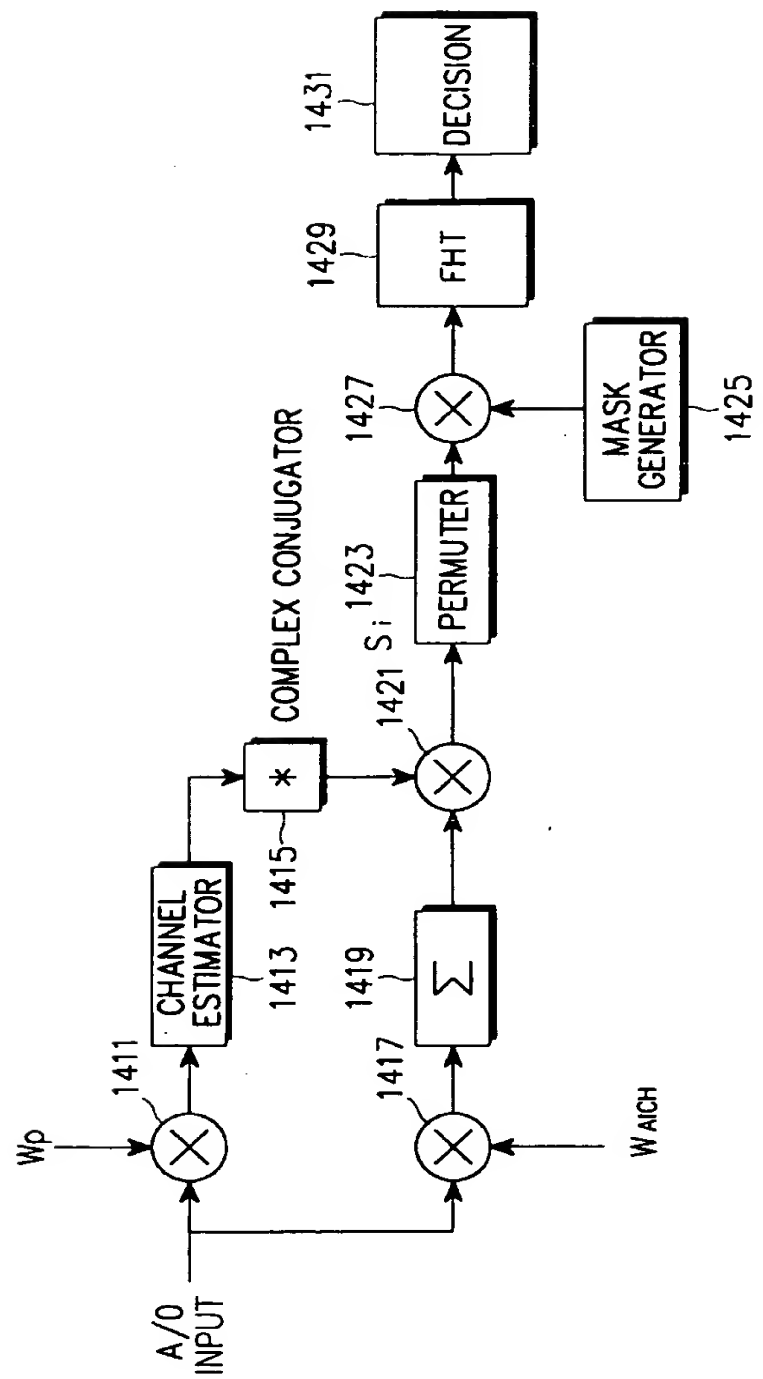 A/O
INPUT
Wp
1411
CHANNEL
ESTIMATOR
1413
1415
*
COMPLEX CONJUGATOR
WAICH
1417
1419
Σ
1421
Si
1423
PERMUTER
1427
MASK
GENERATOR
1425
1429
FHT
1431
DECISION